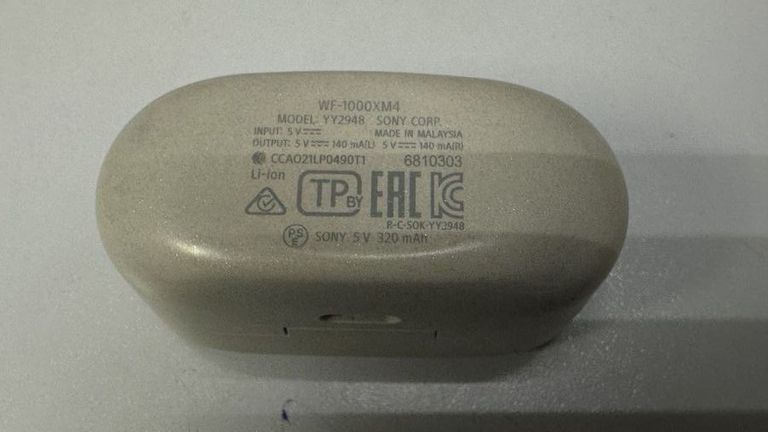 WF-1000XM4
MODEL YY2948 SONY CORP.
INPUT: 5 V⎓ MADE IN MALAYSIA
OUTPUT: 5 V⎓ 140 mA(L) 5 V⎓ 140 mA(R)
CCAO21LP0490T1 6810303
Li-ion
TP BY EAC KC
R-C-SOK-YY2948
PS E SONY 5 V 320 mAh